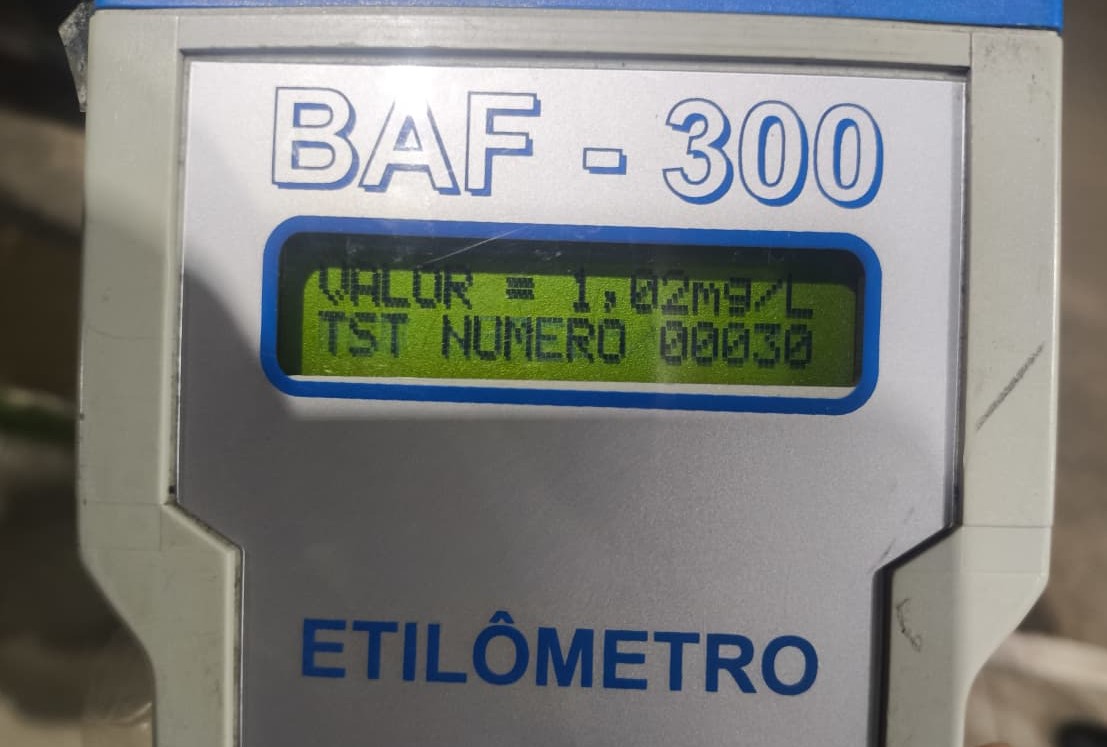 BAF - 300
VALOR = 1,02mg/L
TST NUMERO 00030
ETILÔMETRO